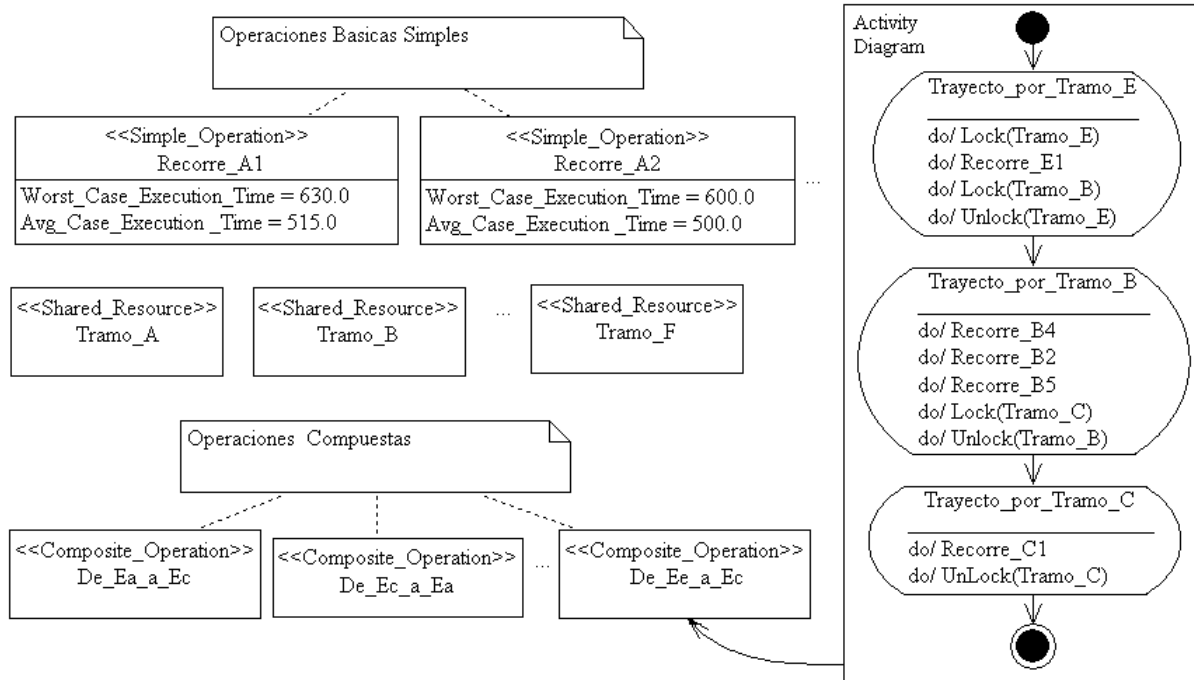 Operaciones Basicas Simples
<<Simple_Operation>>
Recorre_A1
Worst_Case_Execution_Time = 630.0
Avg_Case_Execution _Time = 515.0
<<Simple_Operation>>
Recorre_A2
Worst_Case_Execution_Time = 600.0
Avg_Case_Execution _Time = 500.0
...
<<Shared_Resource>>
Tramo_A
<<Shared_Resource>>
Tramo_B
...
<<Shared_Resource>>
Tramo_F
Operaciones Compuestas
<<Composite_Operation>>
De_Ea_a_Ec
<<Composite_Operation>>
De_Ec_a_Ea
...
<<Composite_Operation>>
De_Ee_a_Ec
Activity
Diagram
Trayecto_por_Tramo_E
do/ Lock(Tramo_E)
do/ Recorre_E1
do/ Lock(Tramo_B)
do/ Unlock(Tramo_E)
Trayecto_por_Tramo_B
do/ Recorre_B4
do/ Recorre_B2
do/ Recorre_B5
do/ Lock(Tramo_C)
do/ Unlock(Tramo_B)
Trayecto_por_Tramo_C
do/ Recorre_C1
do/ UnLock(Tramo_C)